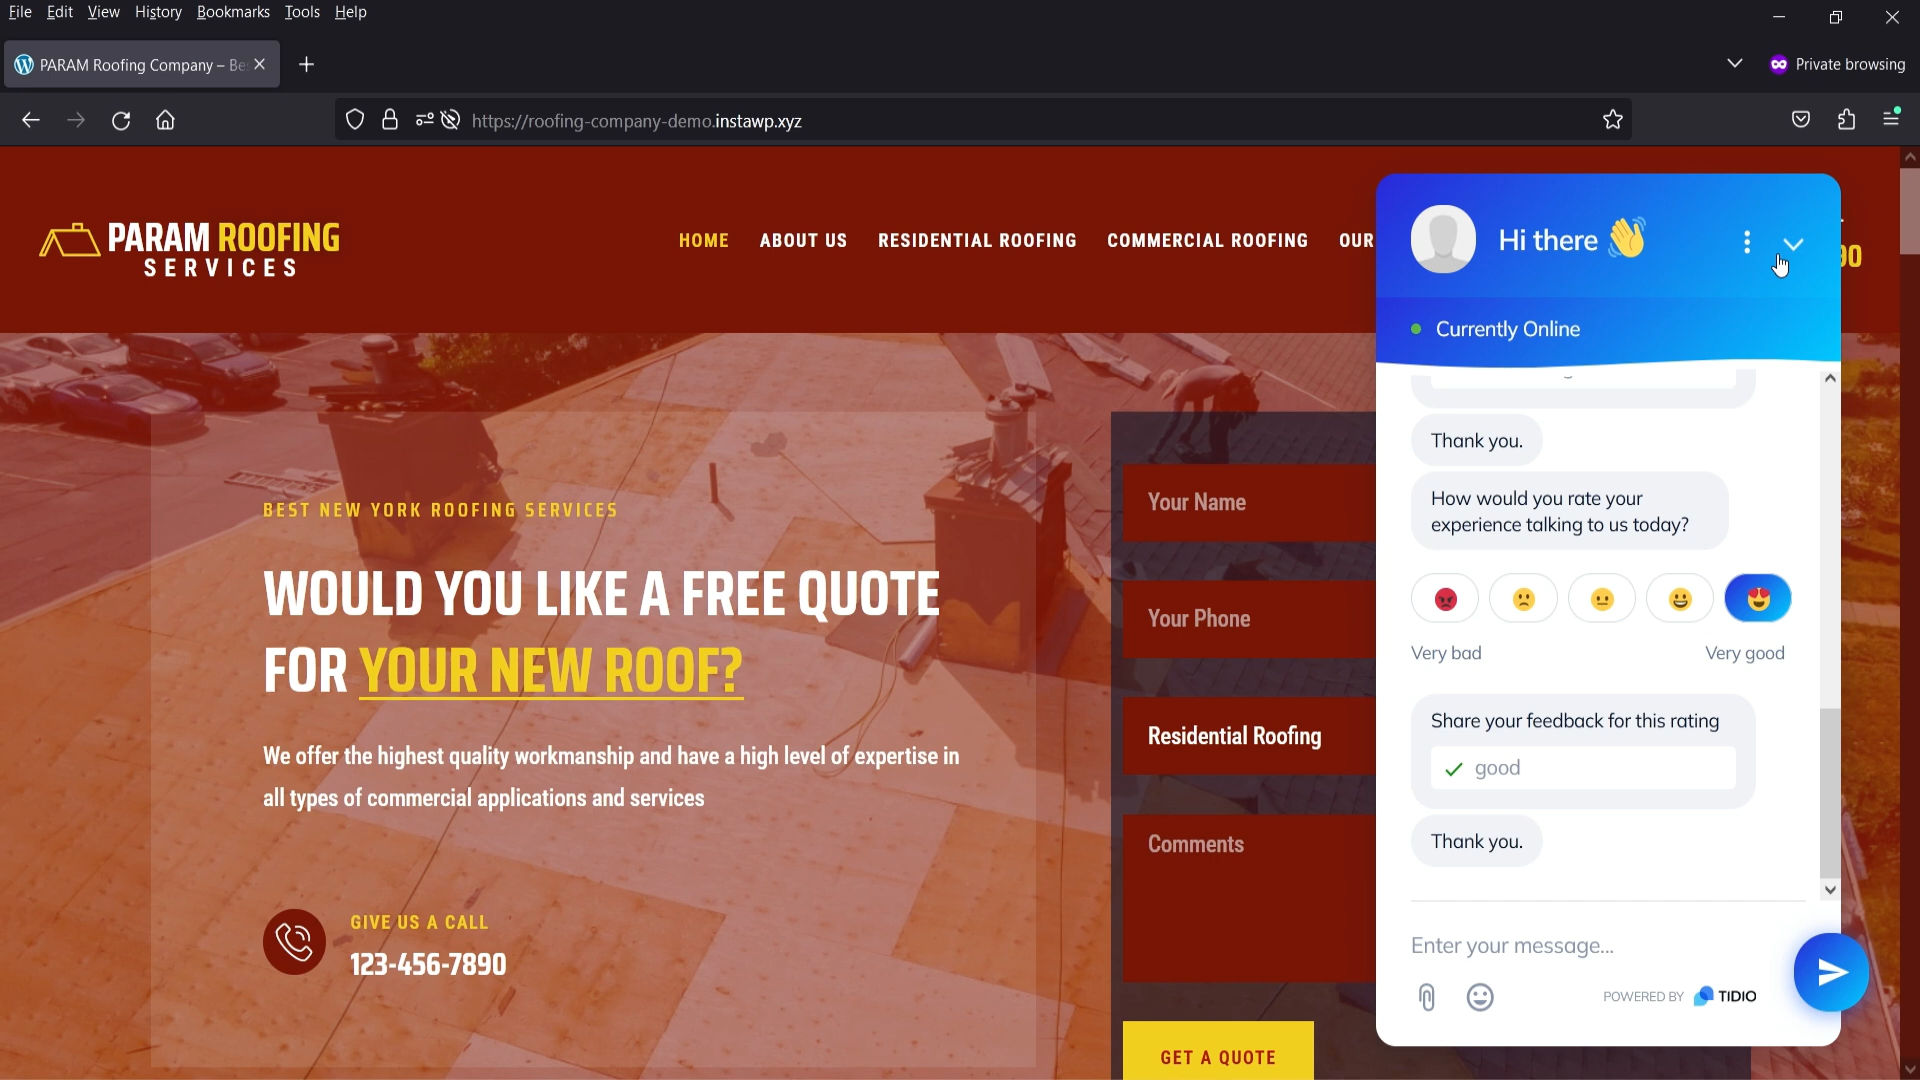 File Edit View History Bookmarks Tools Help
PARAM Roofing Company – Be
Private browsing
https://roofing-company-demo.instawp.xyz
PARAM ROOFING
SERVICES
HOME ABOUT US RESIDENTIAL ROOFING COMMERCIAL ROOFING OUR
90
Hi there 👋
Currently Online
Thank you.
How would you rate your
experience talking to us today?
Very bad Very good
Share your feedback for this rating
good
Thank you.
Enter your message...
POWERED BY TIDIO
BEST NEW YORK ROOFING SERVICES
WOULD YOU LIKE A FREE QUOTE
FOR YOUR NEW ROOF?
We offer the highest quality workmanship and have a high level of expertise in
all types of commercial applications and services
GIVE US A CALL
123-456-7890
Your Name
Your Phone
Residential Roofing
Comments
GET A QUOTE